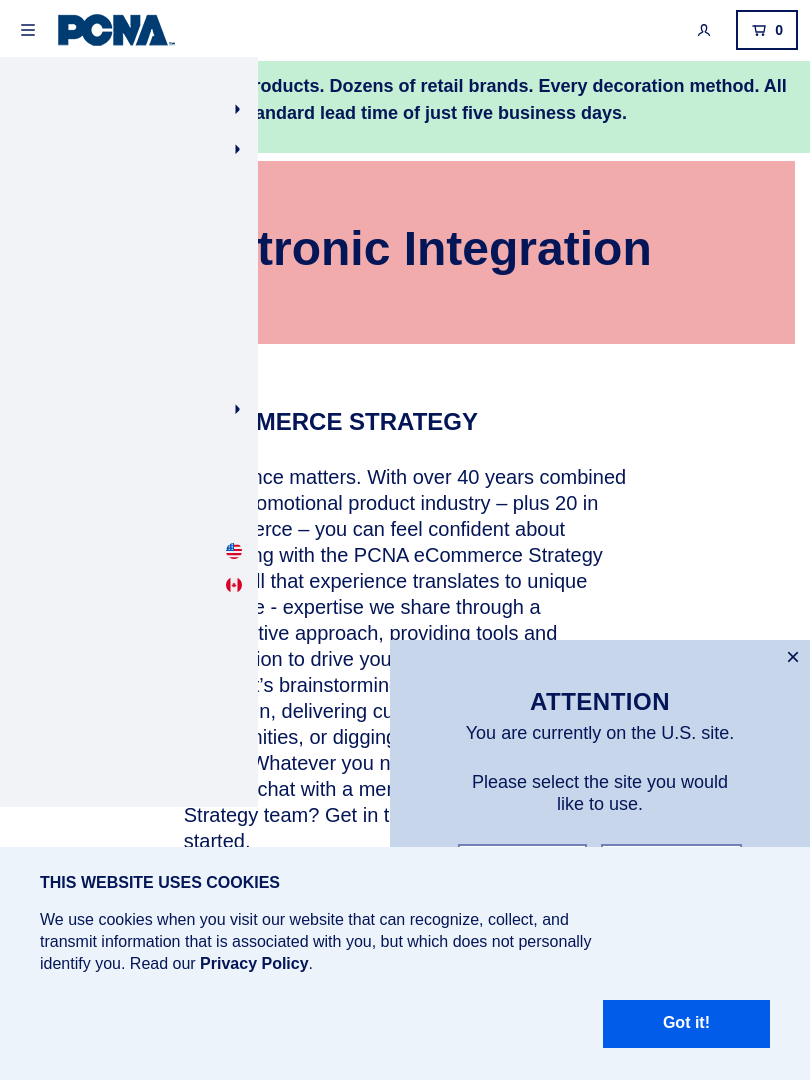 PCNA
0
roducts. Dozens of retail brands. Every decoration method. All
andard lead time of just five business days.
tronic Integration
MERCE STRATEGY
nce matters. With over 40 years combined
omotional product industry – plus 20 in
erce – you can feel confident about
ng with the PCNA eCommerce Strategy
ll that experience translates to unique
e - expertise we share through a
tive approach, providing tools and
ion to drive you
t's brainstorming
n, delivering cu
nities, or digging
Whatever you n
chat with a mer
Strategy team? Get in t
started.
ATTENTION
You are currently on the U.S. site.
Please select the site you would
like to use.
THIS WEBSITE USES COOKIES
We use cookies when you visit our website that can recognize, collect, and
transmit information that is associated with you, but which does not personally
identify you. Read our Privacy Policy.
Got it!